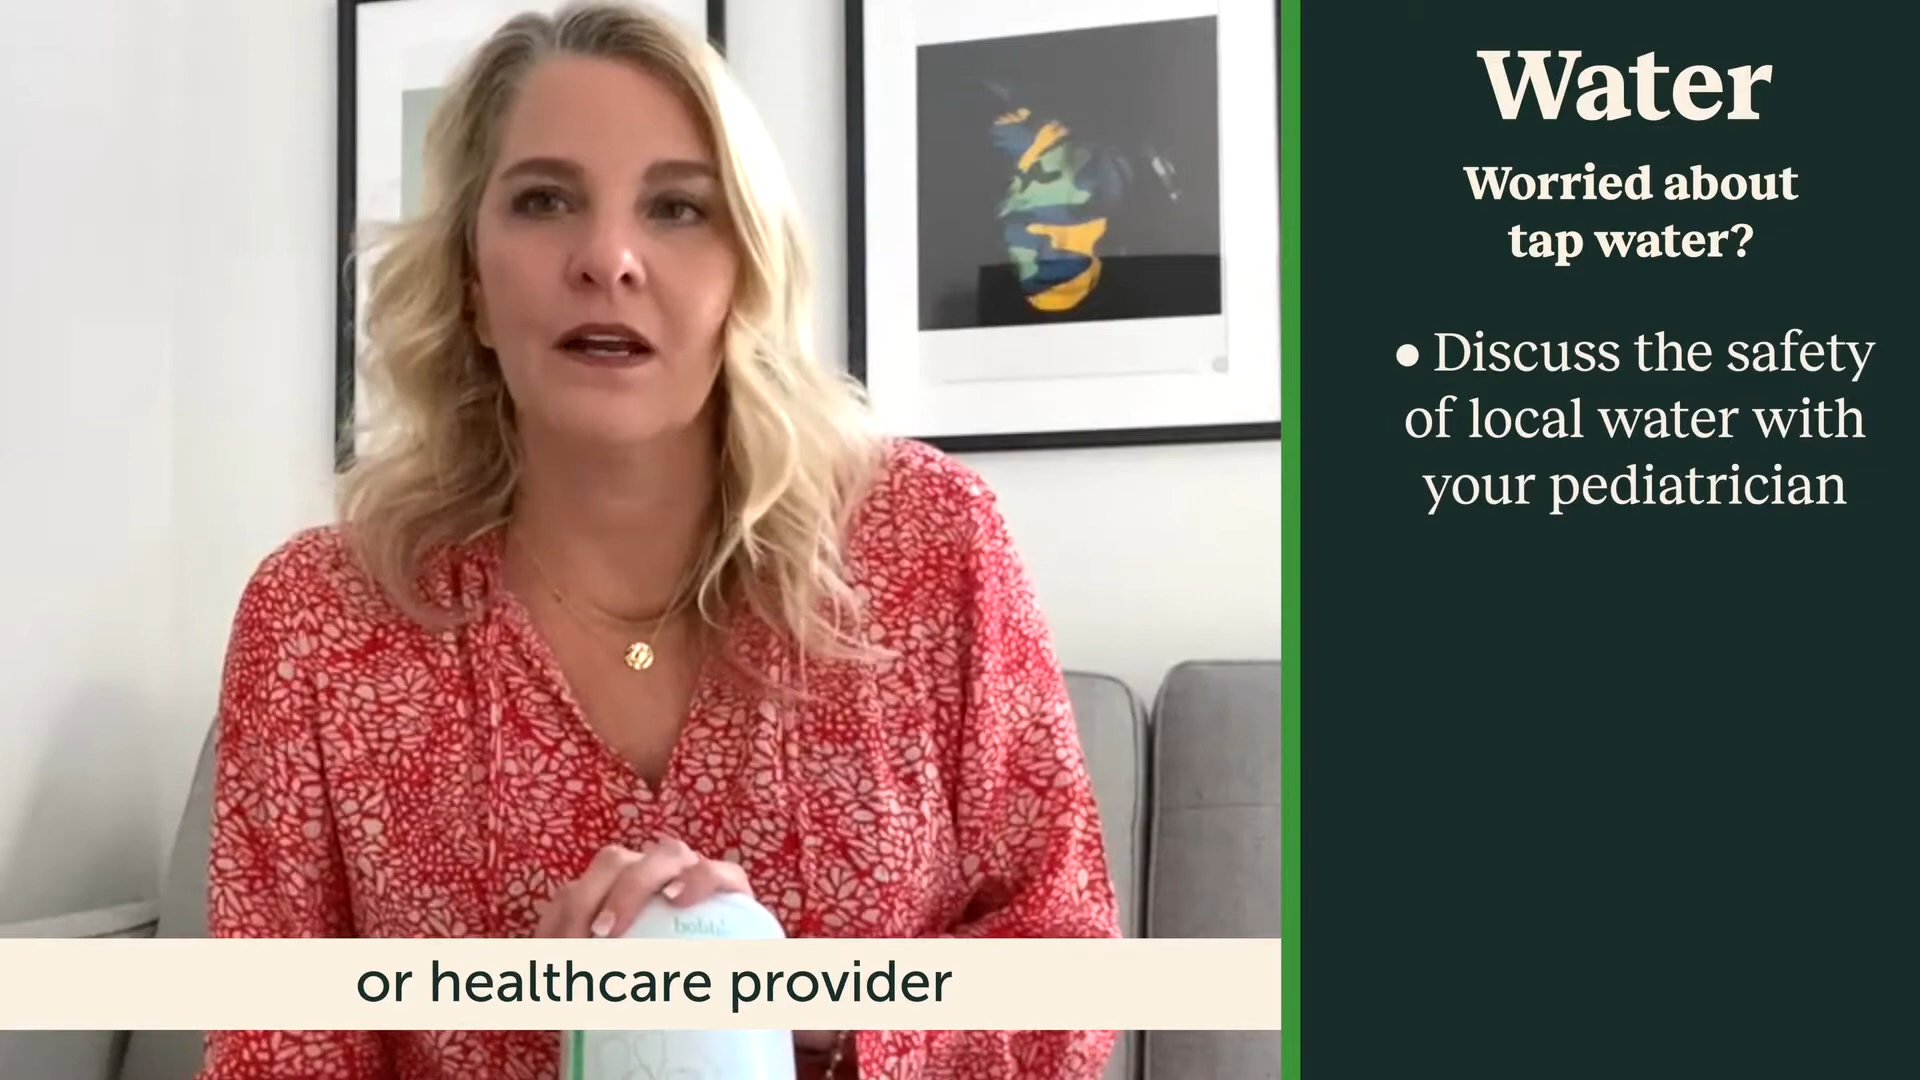 Water
Worried about
tap water?
• Discuss the safety
of local water with
your pediatrician
or healthcare provider